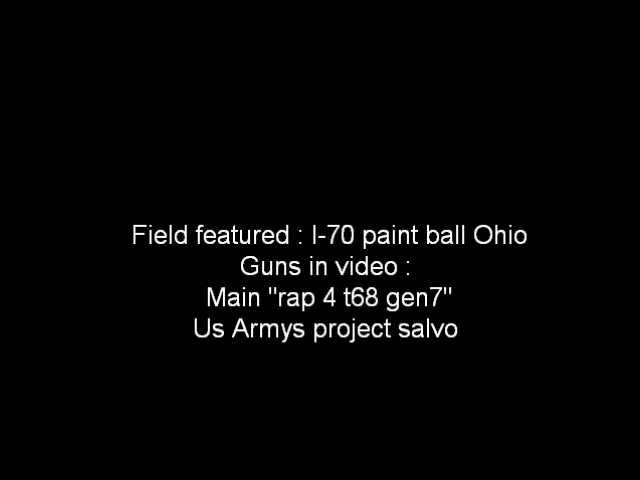 Field featured : I-70 paint ball Ohio
Guns in video :
Main "rap 4 t68 gen7"
Us Armys project salvo